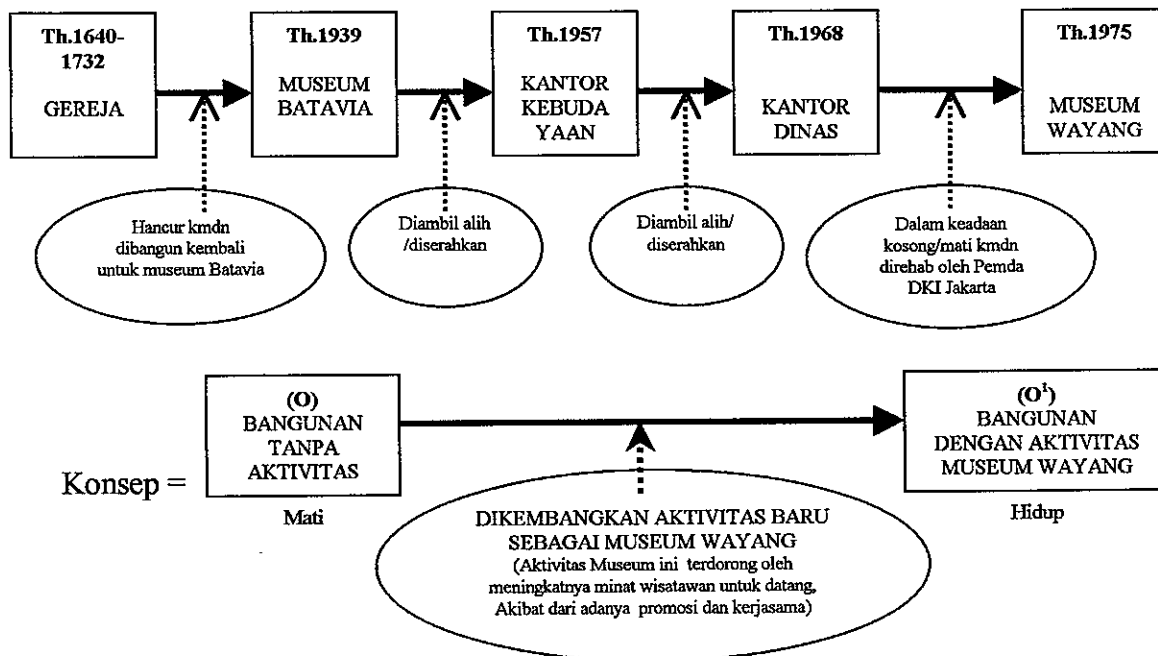 Th.1640-
1732
GEREJA
Th.1939
MUSEUM
BATAVIA
Th.1957
KANTOR
KEBUDA
YAAN
Th.1968
KANTOR
DINAS
Th.1975
MUSEUM
WAYANG
Hancur kmdn
dibangun kembali
untuk museum Batavia
Diambil alih
/diserahkan
Diambil alih/
diserahkan
Dalam keadaan
kosong/mati kmdn
direhab oleh Pemda
DKI Jakarta
Konsep =
(O)
BANGUNAN
TANPA
AKTIVITAS
Mati
DIKEMBANGKAN AKTIVITAS BARU
SEBAGAI MUSEUM WAYANG
(Aktivitas Museum ini terdorong oleh
meningkatnya minat wisatawan untuk datang,
Akibat dari adanya promosi dan kerjasama)
(O¹)
BANGUNAN
DENGAN AKTIVITAS
MUSEUM WAYANG
Hidup